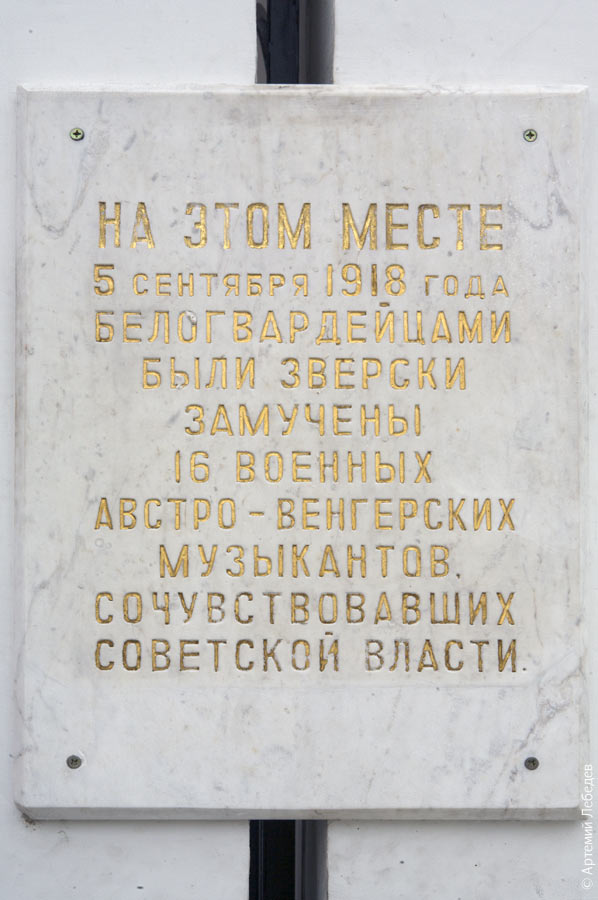 НА ЭТОМ МЕСТЕ
5 СЕНТЯБРЯ 1918 ГОДА
БЕЛОГВАРДЕЙЦАМИ
БЫЛИ ЗВЕРСКИ
ЗАМУЧЕНЫ
16 ВОЕННЫХ
АВСТРО-ВЕНГЕРСКИХ
МУЗЫКАНТОВ,
СОЧУВСТВОВАВШИХ
СОВЕТСКОЙ ВЛАСТИ.
© Артемий Лебедев